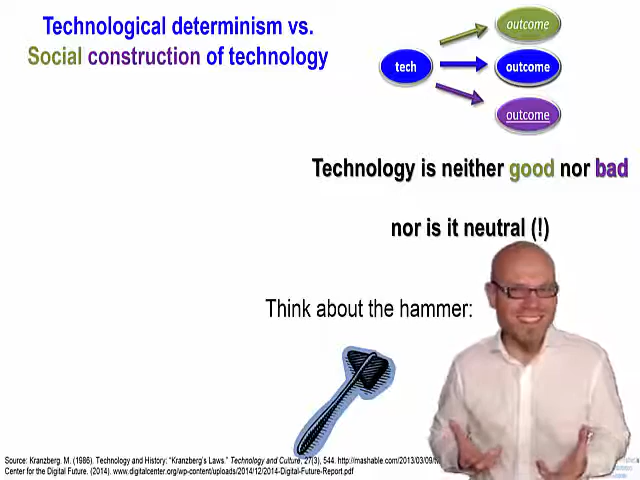 Technological determinism vs.
Social construction of technology
outcome
tech
outcome
outcome
Technology is neither good nor bad
nor is it neutral (!)
Think about the hammer:
Source: Kranzberg. M. (1986). Technology and History: "Kranzberg's Laws." Technology and Culture, 27(3), 544. http://mashable.com/2013/03/09/
Center for the Digital Future. (2014). www.digitalcenter.org/wp-content/uploads/2014/12/2014-Digital-Future-Report.pdf